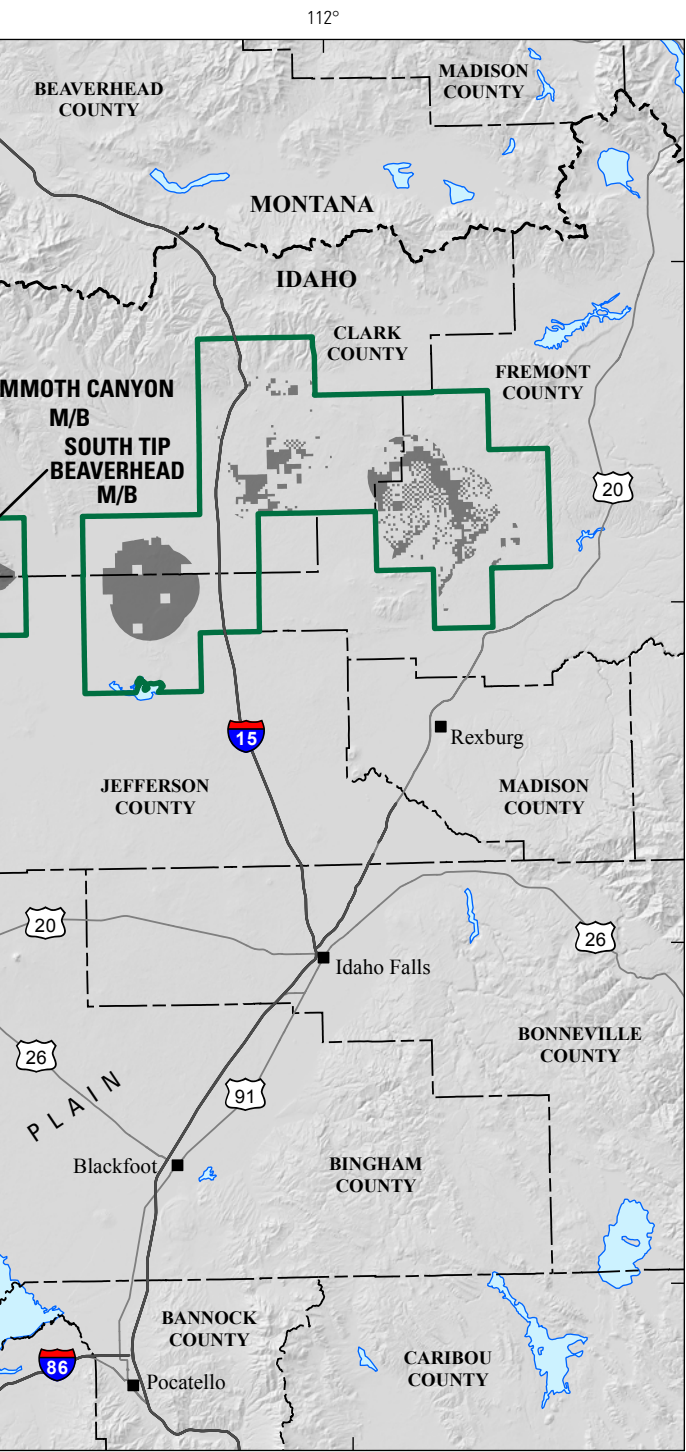 112°
BEAVERHEAD
COUNTY
MADISON
COUNTY
MONTANA
IDAHO
CLARK
COUNTY
FREMONT
COUNTY
MMOTH CANYON
M/B
SOUTH TIP
BEAVERHEAD
M/B
20
15
Rexburg
JEFFERSON
COUNTY
MADISON
COUNTY
20
26
Idaho Falls
BONNEVILLE
COUNTY
26
91
PLAIN
Blackfoot
BINGHAM
COUNTY
BANNOCK
COUNTY
CARIBOU
COUNTY
86
Pocatello